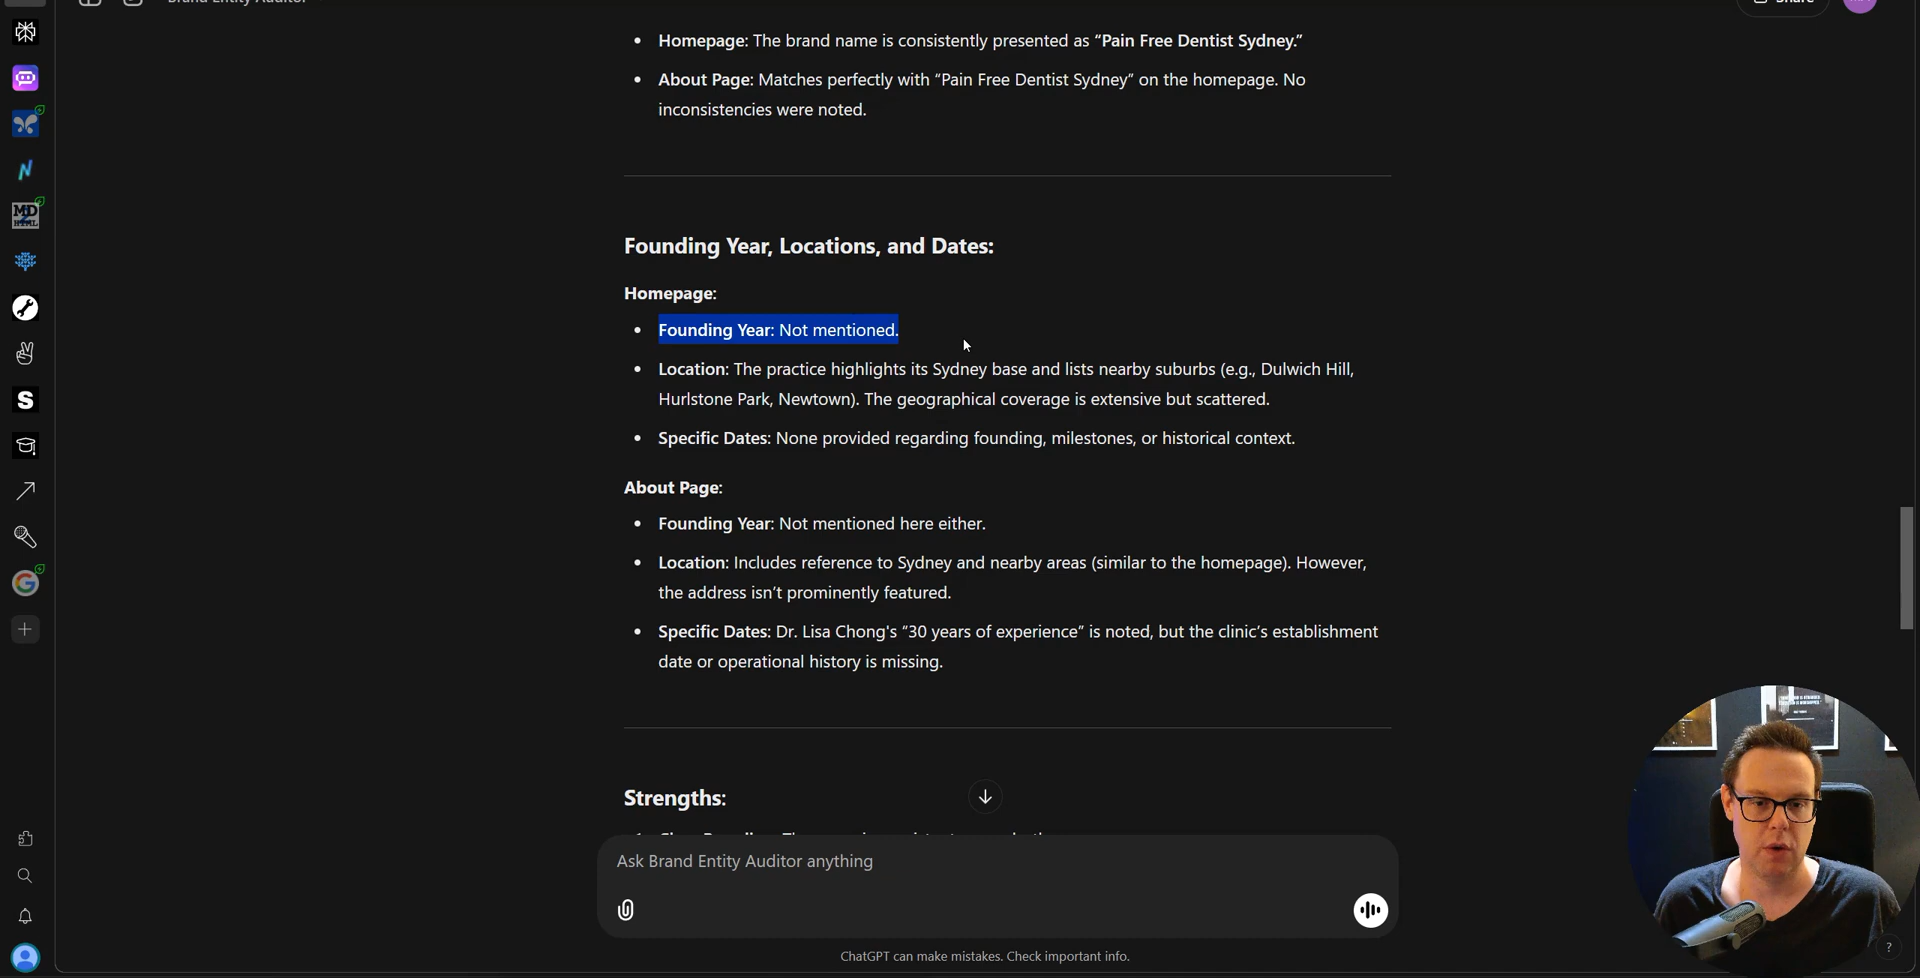 Brand Entity Auditor
Share
• Homepage: The brand name is consistently presented as “Pain Free Dentist Sydney.”
• About Page: Matches perfectly with “Pain Free Dentist Sydney” on the homepage. No
inconsistencies were noted.
Founding Year, Locations, and Dates:
Homepage:
• Founding Year: Not mentioned.
• Location: The practice highlights its Sydney base and lists nearby suburbs (e.g., Dulwich Hill,
Hurlstone Park, Newtown). The geographical coverage is extensive but scattered.
• Specific Dates: None provided regarding founding, milestones, or historical context.
About Page:
• Founding Year: Not mentioned here either.
• Location: Includes reference to Sydney and nearby areas (similar to the homepage). However,
the address isn’t prominently featured.
• Specific Dates: Dr. Lisa Chong's “30 years of experience” is noted, but the clinic’s establishment
date or operational history is missing.
Strengths:
Ask Brand Entity Auditor anything
ChatGPT can make mistakes. Check important info.
?
MD
S
G